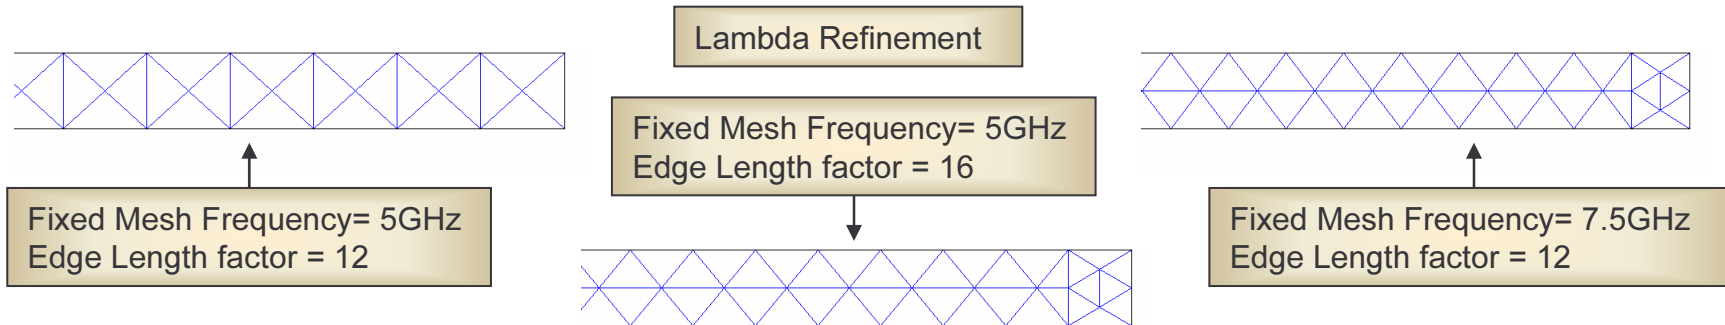 Lambda Refinement
Fixed Mesh Frequency= 5GHz
Edge Length factor = 12
Fixed Mesh Frequency= 5GHz
Edge Length factor = 16
Fixed Mesh Frequency= 7.5GHz
Edge Length factor = 12